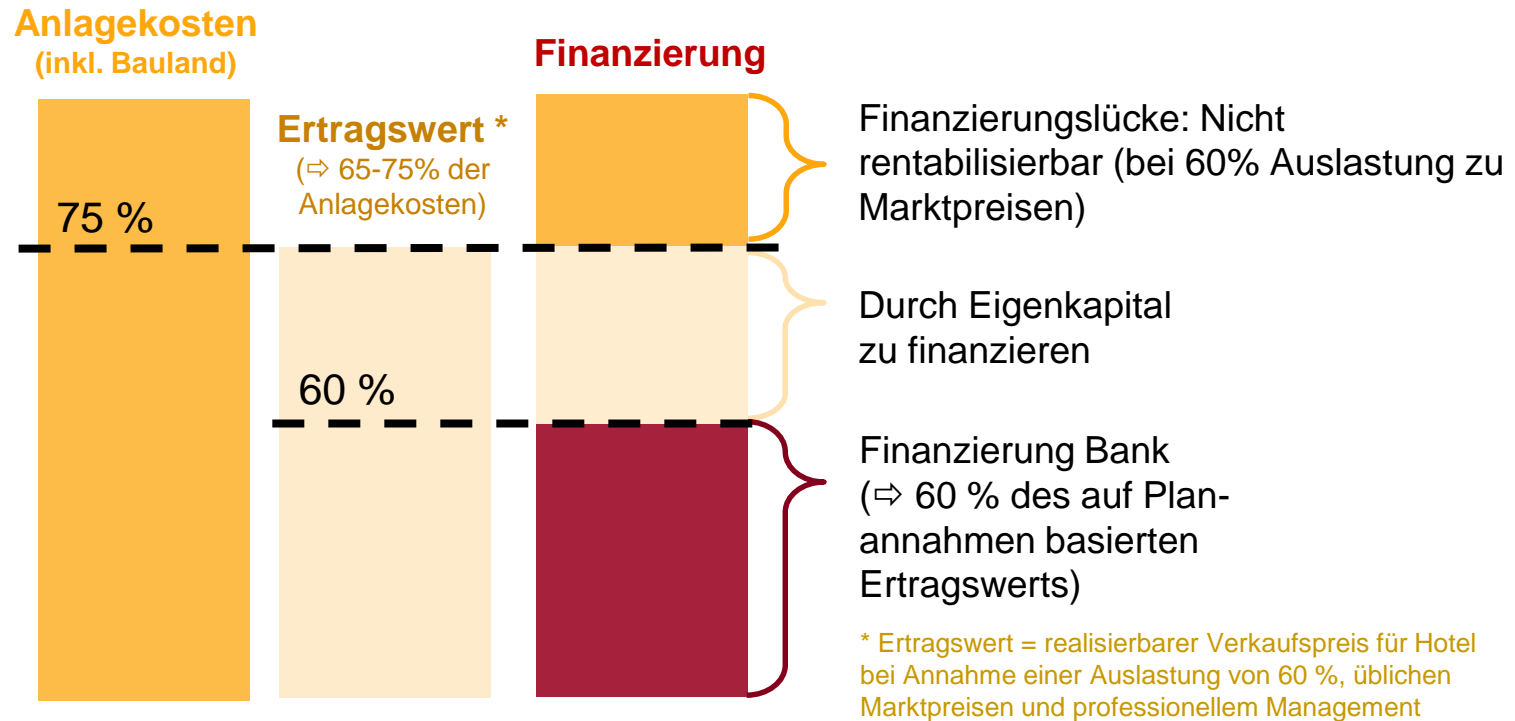 Anlagekosten
(inkl. Bauland)
Finanzierung
Ertragswert *
(⇨ 65-75% der
Anlagekosten)
75 %
60 %
Finanzierungslücke: Nicht
rentabilisierbar (bei 60% Auslastung zu
Marktpreisen)
Durch Eigenkapital
zu finanzieren
Finanzierung Bank
(⇨ 60 % des auf Plan-
annahmen basierten
Ertragswerts)
* Ertragswert = realisierbarer Verkaufspreis für Hotel
bei Annahme einer Auslastung von 60 %, üblichen
Marktpreisen und professionellem Management